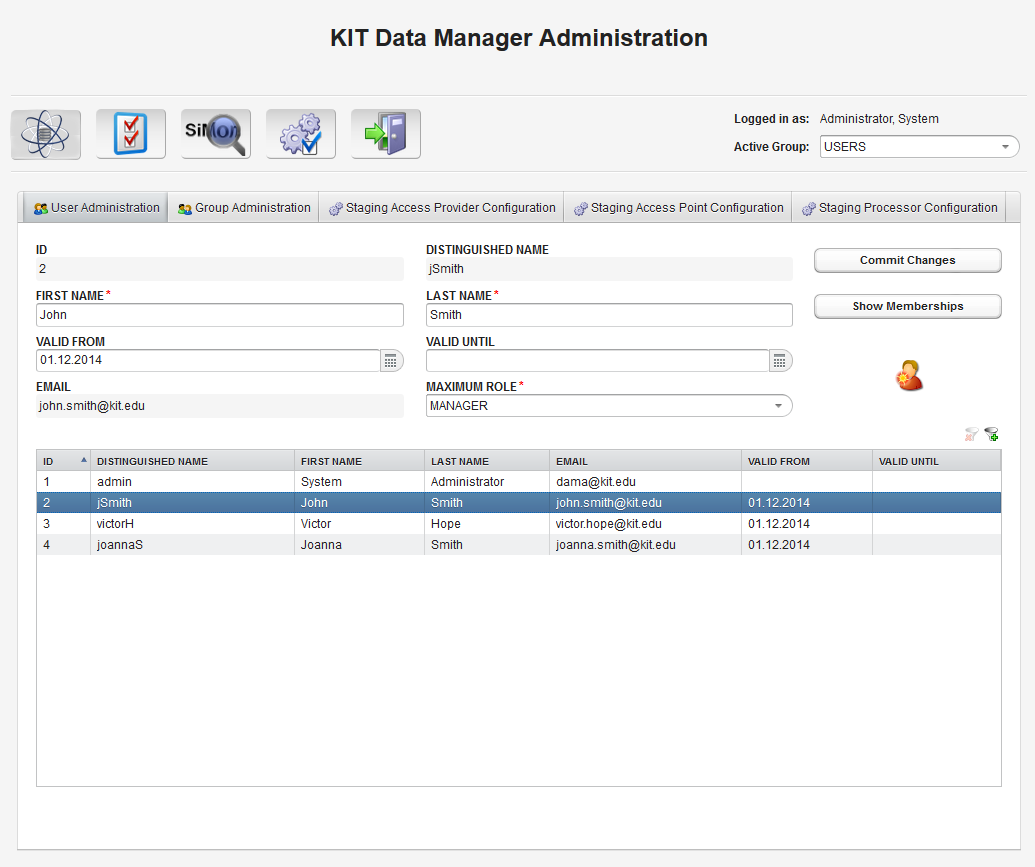 KIT Data Manager Administration
SiMon
Logged in as: Administrator, System
Active Group: USERS
User Administration Group Administration Staging Access Provider Configuration Staging Access Point Configuration Staging Processor Configuration
ID DISTINGUISHED NAME
2 jSmith
Commit Changes
FIRST NAME* LAST NAME*
John Smith
Show Memberships
VALID FROM VALID UNTIL
01.12.2014
EMAIL MAXIMUM ROLE*
john.smith@kit.edu MANAGER
ID DISTINGUISHED NAME FIRST NAME LAST NAME EMAIL VALID FROM VALID UNTIL
1 admin System Administrator dama@kit.edu
2 jSmith John Smith john.smith@kit.edu 01.12.2014
3 victorH Victor Hope victor.hope@kit.edu 01.12.2014
4 joannaS Joanna Smith joanna.smith@kit.edu 01.12.2014